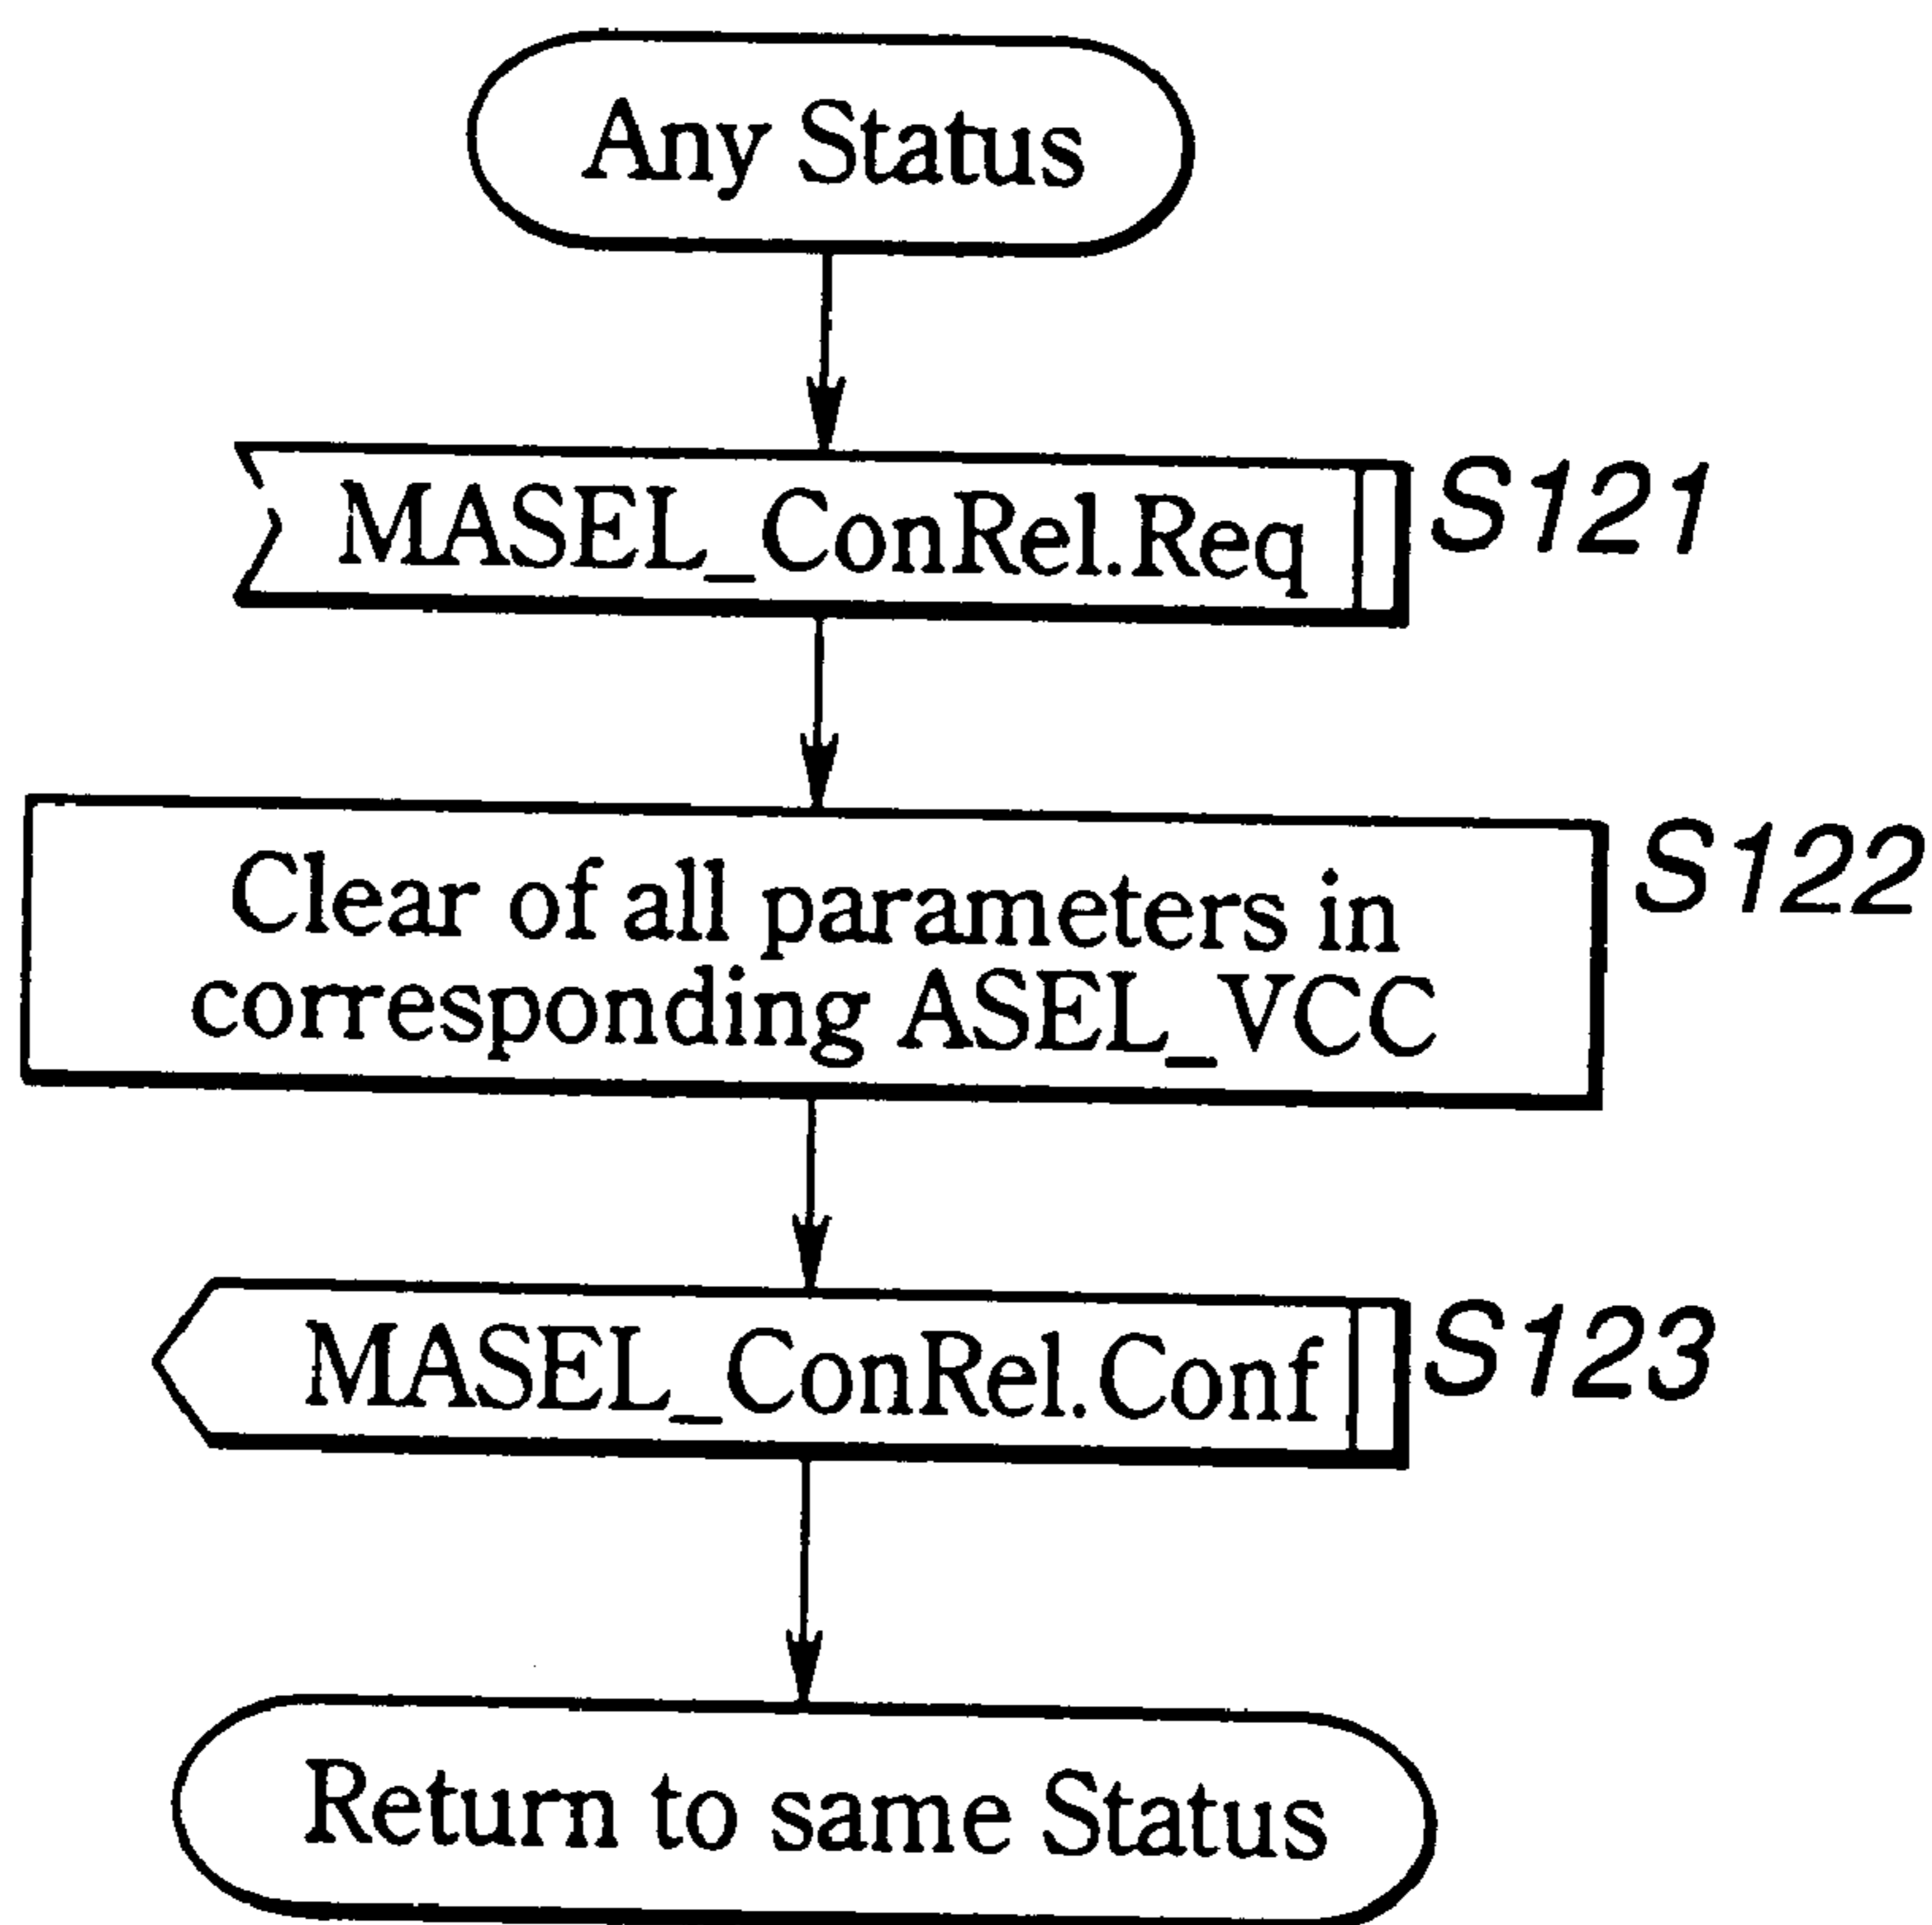 Any Status
MASEL_ConRel.Req
S121
Clear of all parameters in
corresponding ASEL_VCC
S122
MASEL_ConRel.Conf
S123
Return to same Status